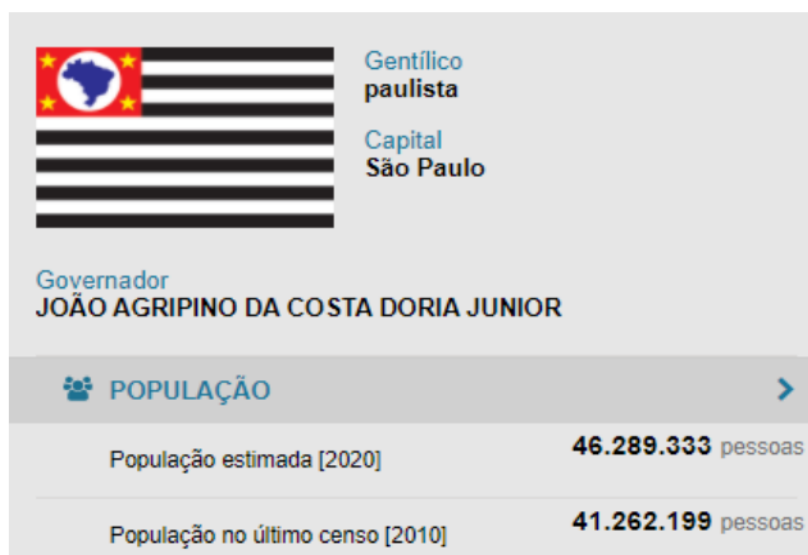 Gentílico
paulista
Capital
São Paulo
Governador
JOÃO AGRIPINO DA COSTA DORIA JUNIOR
POPULAÇÃO
População estimada [2020] 46.289.333 pessoas
População no último censo [2010] 41.262.199 pessoas